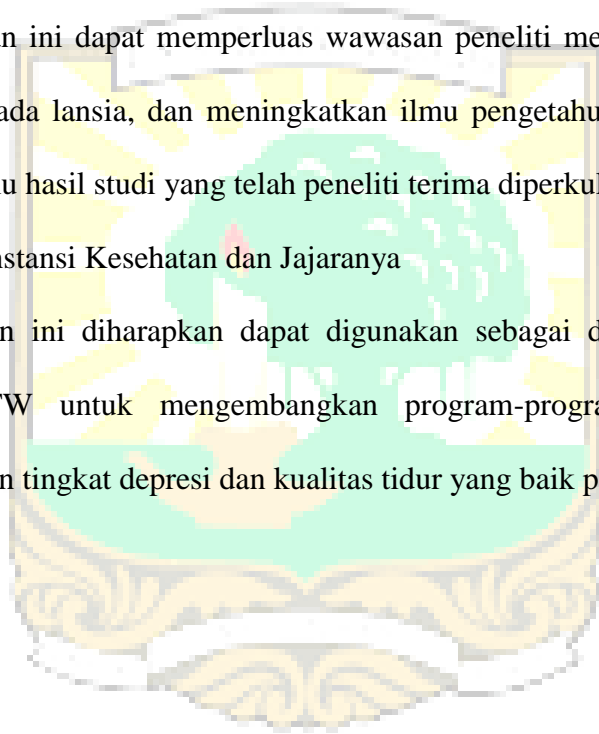 n ini dapat memperluas wawasan peneliti me
ada lansia, dan meningkatkan ilmu pengetahu
u hasil studi yang telah peneliti terima diperkul
nstansi Kesehatan dan Jajaranya
n ini diharapkan dapat digunakan sebagai d
W untuk mengembangkan program-progra
n tingkat depresi dan kualitas tidur yang baik p